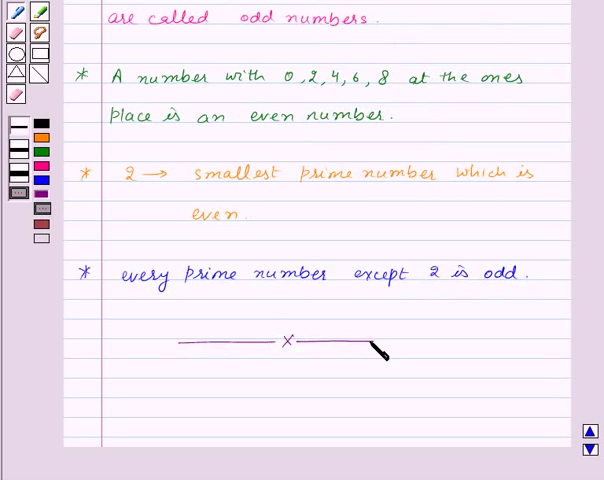 are called odd numbers.
* A number with 0, 2, 4, 6, 8 at the ones
place is an even number.
* 2 → smallest prime number which is
even.
* every prime number except 2 is odd.
x